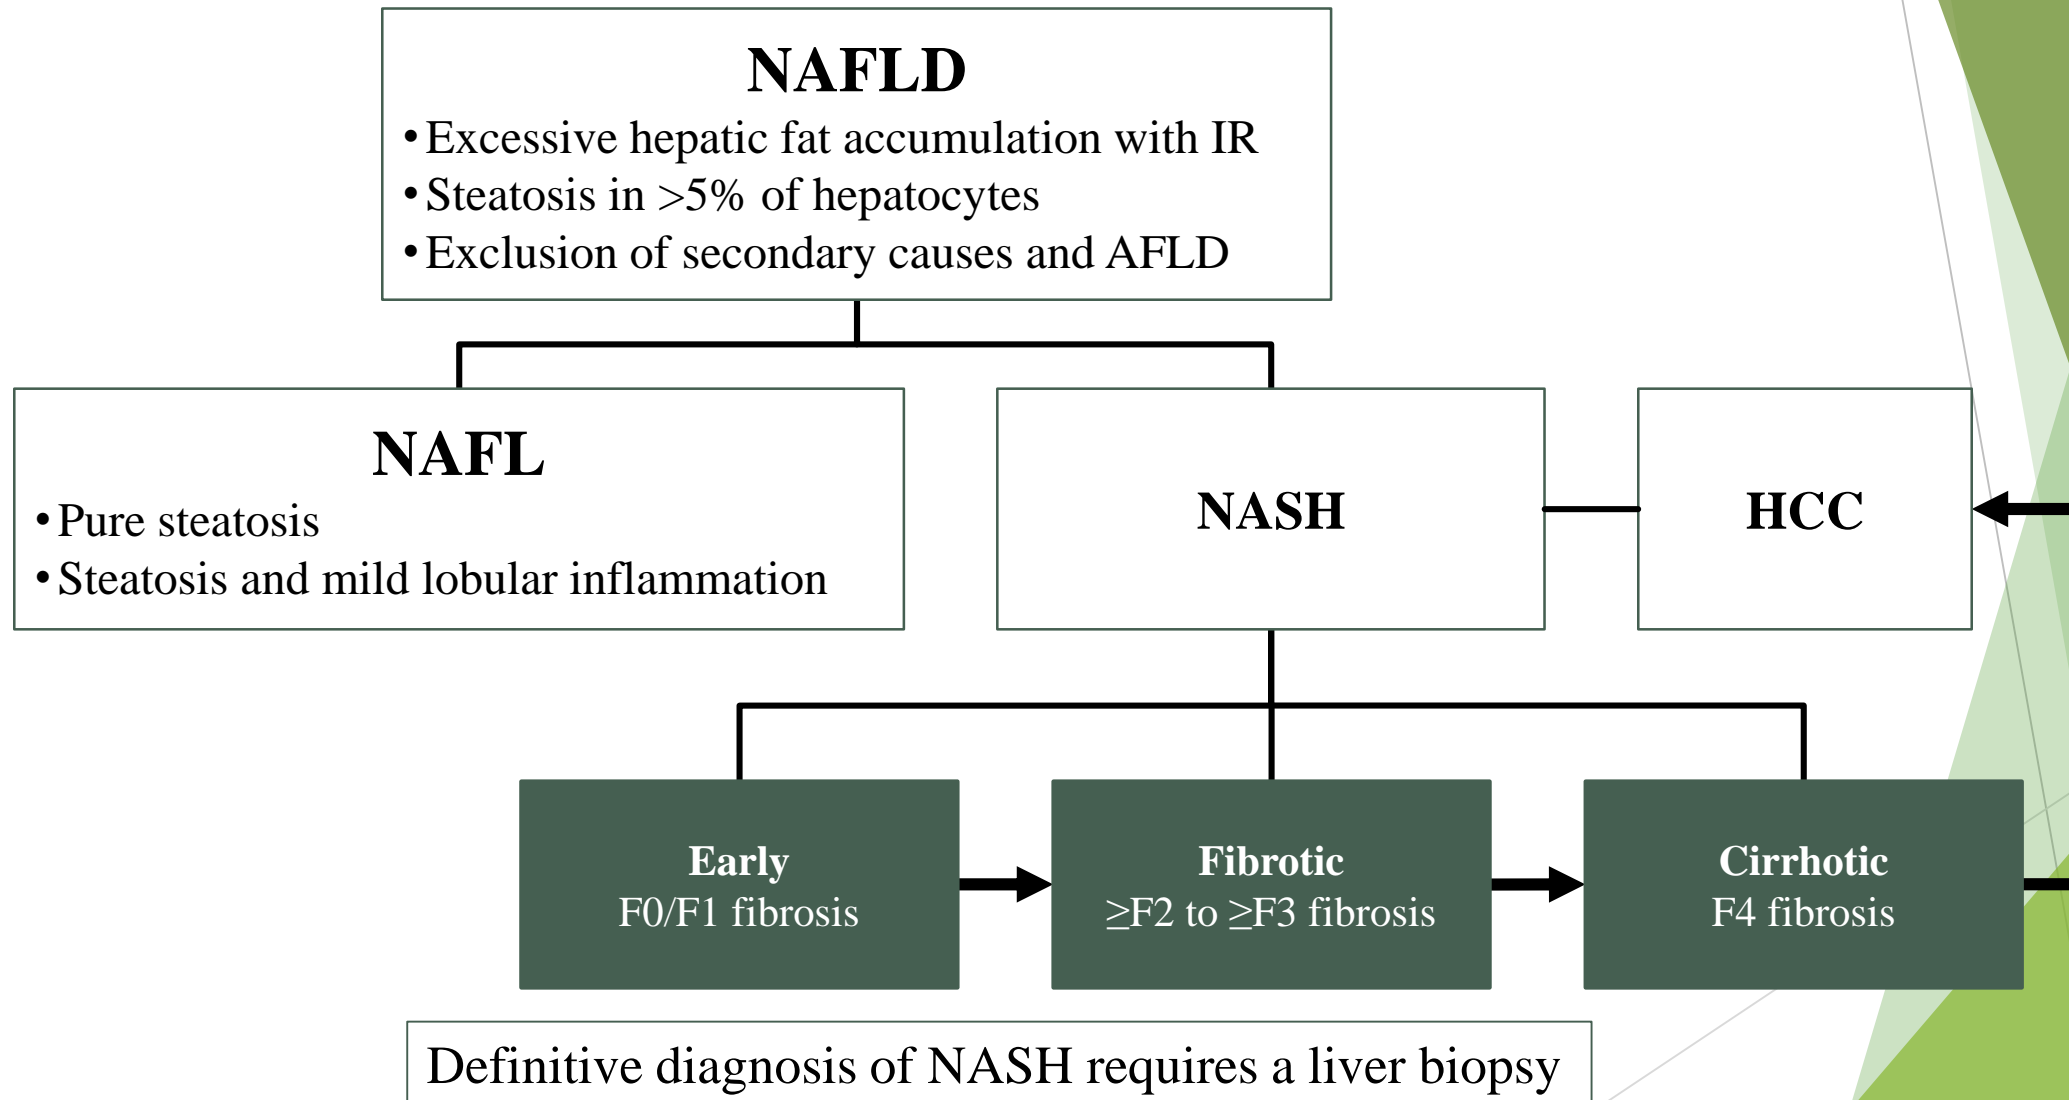 NAFLD
• Excessive hepatic fat accumulation with IR
• Steatosis in >5% of hepatocytes
• Exclusion of secondary causes and AFLD
NAFL
• Pure steatosis
• Steatosis and mild lobular inflammation
NASH
HCC
Early
F0/F1 fibrosis
Fibrotic
≥F2 to ≥F3 fibrosis
Cirrhotic
F4 fibrosis
Definitive diagnosis of NASH requires a liver biopsy